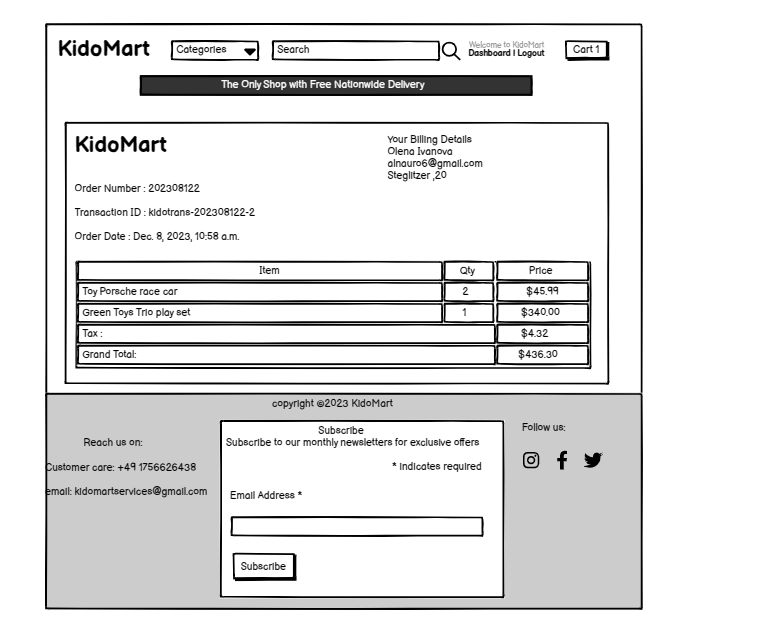 KidoMart
Categories
Search
Welcome to KidoMart
Dashboard | Logout
Cart 1
The Only Shop with Free Nationwide Delivery
KidoMart
Your Billing Details
Olena Ivanova
alnauro6@gmail.com
Steglitzer ,20
Order Number : 202308122
Transaction ID : kidotrans-202308122-2
Order Date : Dec. 8, 2023, 10:58 a.m.
Item Qty Price
Toy Porsche race car 2 $45.99
Green Toys Trio play set 1 $340.00
Tax : $4.32
Grand Total: $436.30
copyright ©2023 KidoMart
Reach us on:
Customer care: +49 1756626438
email: kidomartservices@gmail.com
Subscribe
Subscribe to our monthly newsletters for exclusive offers
* indicates required
Email Address *
Subscribe
Follow us: